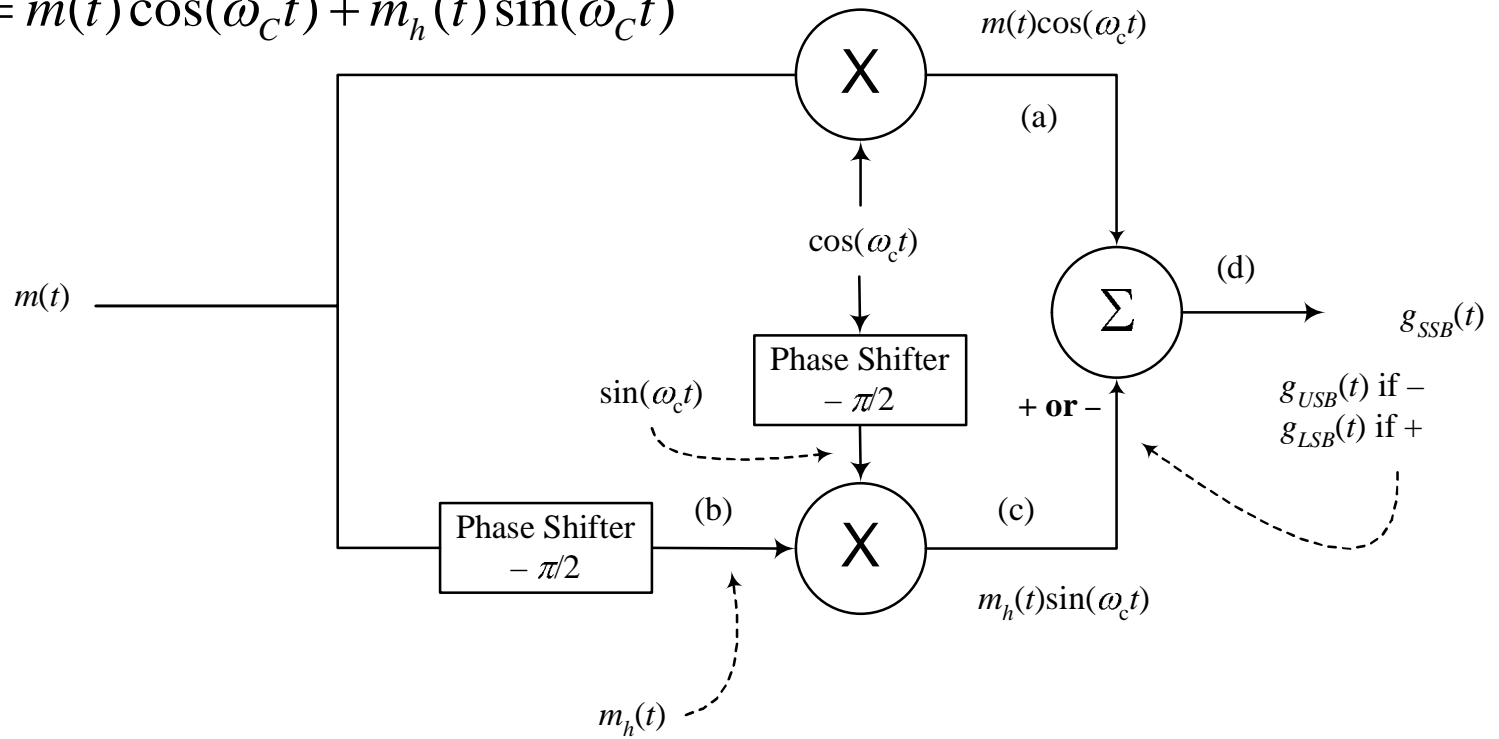 = m(t)cos(ω_C t) + m_h(t)sin(ω_C t)
m(t)cos(ω_c t)
X
(a)
cos(ω_c t)
(d)
m(t)
Σ
g_SSB(t)
Phase Shifter
– π/2
sin(ω_c t)
+ or –
g_USB(t) if –
g_LSB(t) if +
Phase Shifter
– π/2
(b)
X
(c)
m_h(t)sin(ω_c t)
m_h(t)